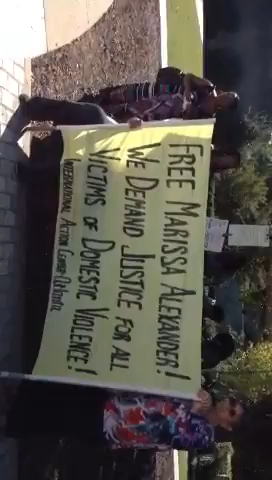 FREE MARISSA ALEXANDER!
WE DEMAND JUSTICE FOR ALL
VICTIMS OF DOMESTIC VIOLENCE!
INTERNATIONAL ACTION CENTER-Atlanta